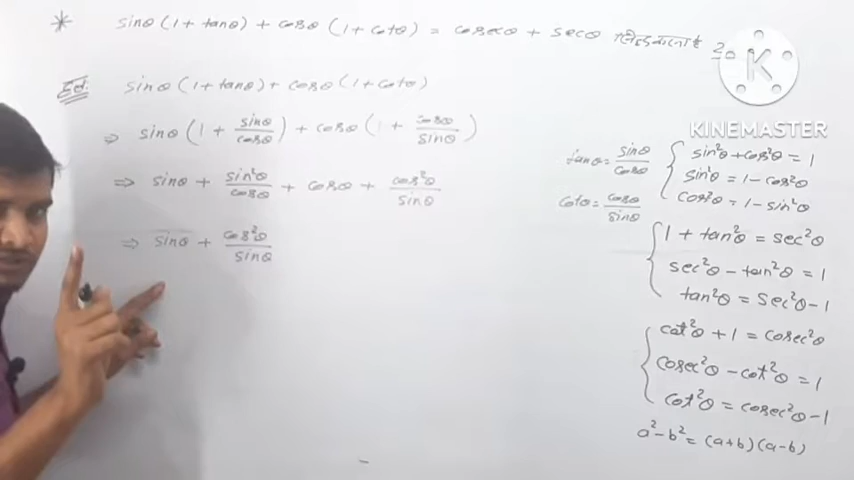 * sinθ (1 + tanθ) + cosθ (1 + cotθ) = cosecθ + secθ
sinθ (1 + tanθ) + cosθ (1 + cotθ)
⇒ sinθ (1 + sinθ/cosθ) + cosθ (1 + cosθ/sinθ)
⇒ sinθ + sin²θ/cosθ + cosθ + cos²θ/sinθ
⇒ sinθ + cos²θ/sinθ
tanθ = sinθ/cosθ
cotθ = cosθ/sinθ
K
KINEMASTER
sin²θ + cos²θ = 1
sin²θ = 1 - cos²θ
cos²θ = 1 - sin²θ
1 + tan²θ = sec²θ
sec²θ - tan²θ = 1
tan²θ = sec²θ - 1
cot²θ + 1 = cosec²θ
cosec²θ - cot²θ = 1
cot²θ = cosec²θ - 1
a² - b² = (a+b) (a-b)